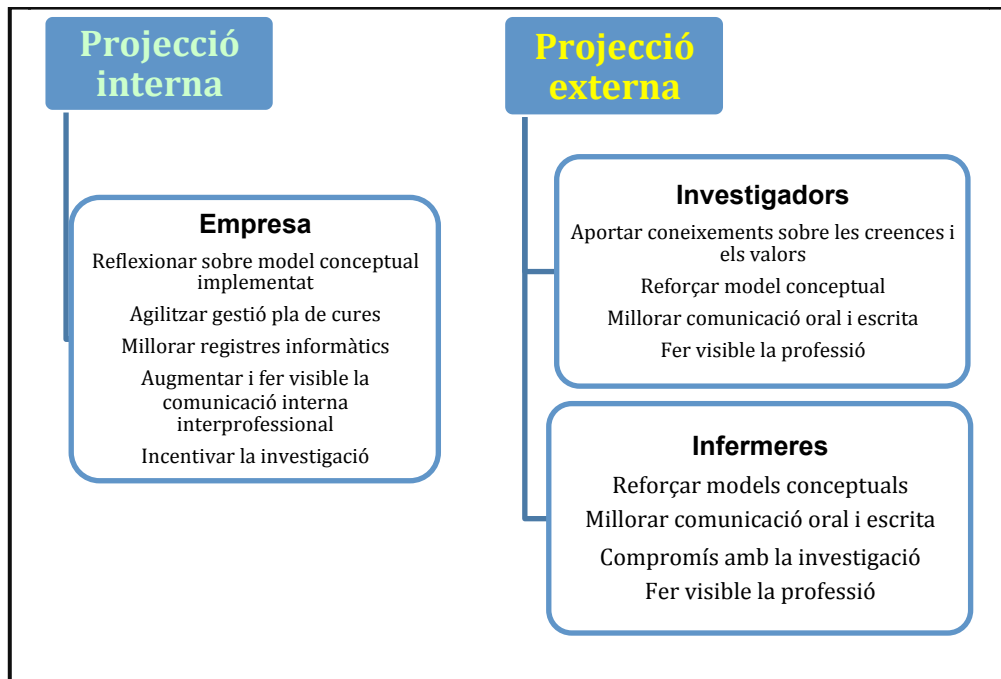 Projecció
interna
Empresa
Reflexionar sobre model conceptual
implementat
Agilitzar gestió pla de cures
Millorar registres informàtics
Augmentar i fer visible la
comunicació interna
interprofessional
Incentivar la investigació
Projecció
externa
Investigadors
Aportar coneixements sobre les creences i
els valors
Reforçar model conceptual
Millorar comunicació oral i escrita
Fer visible la professió
Infermeres
Reforçar models conceptuals
Millorar comunicació oral i escrita
Compromís amb la investigació
Fer visible la professió